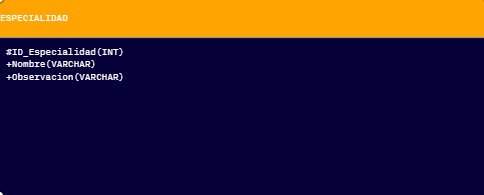 ESPECIALIDAD
#ID_Especialidad(INT)
+Nombre(VARCHAR)
+Observacion(VARCHAR)